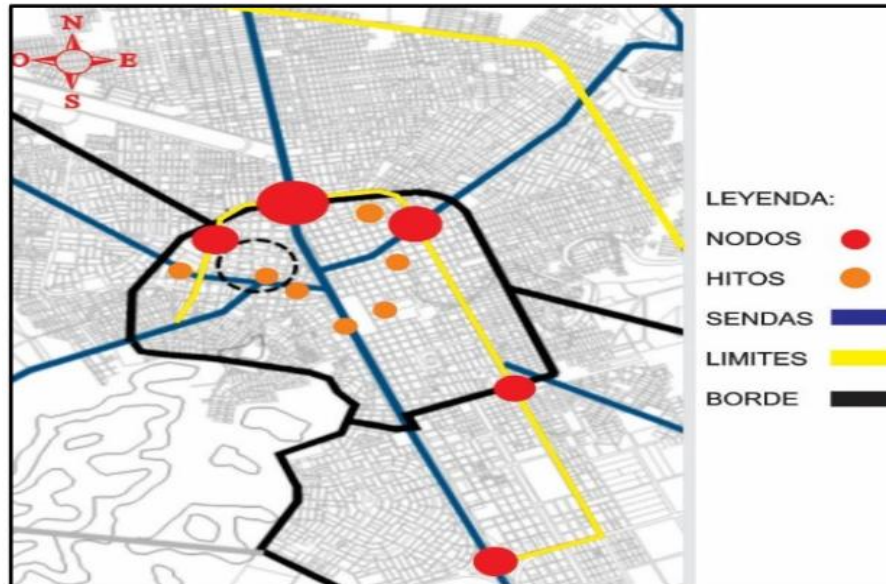 N
O E
S
LEYENDA:
NODOS
HITOS
SENDAS
LIMITES
BORDE